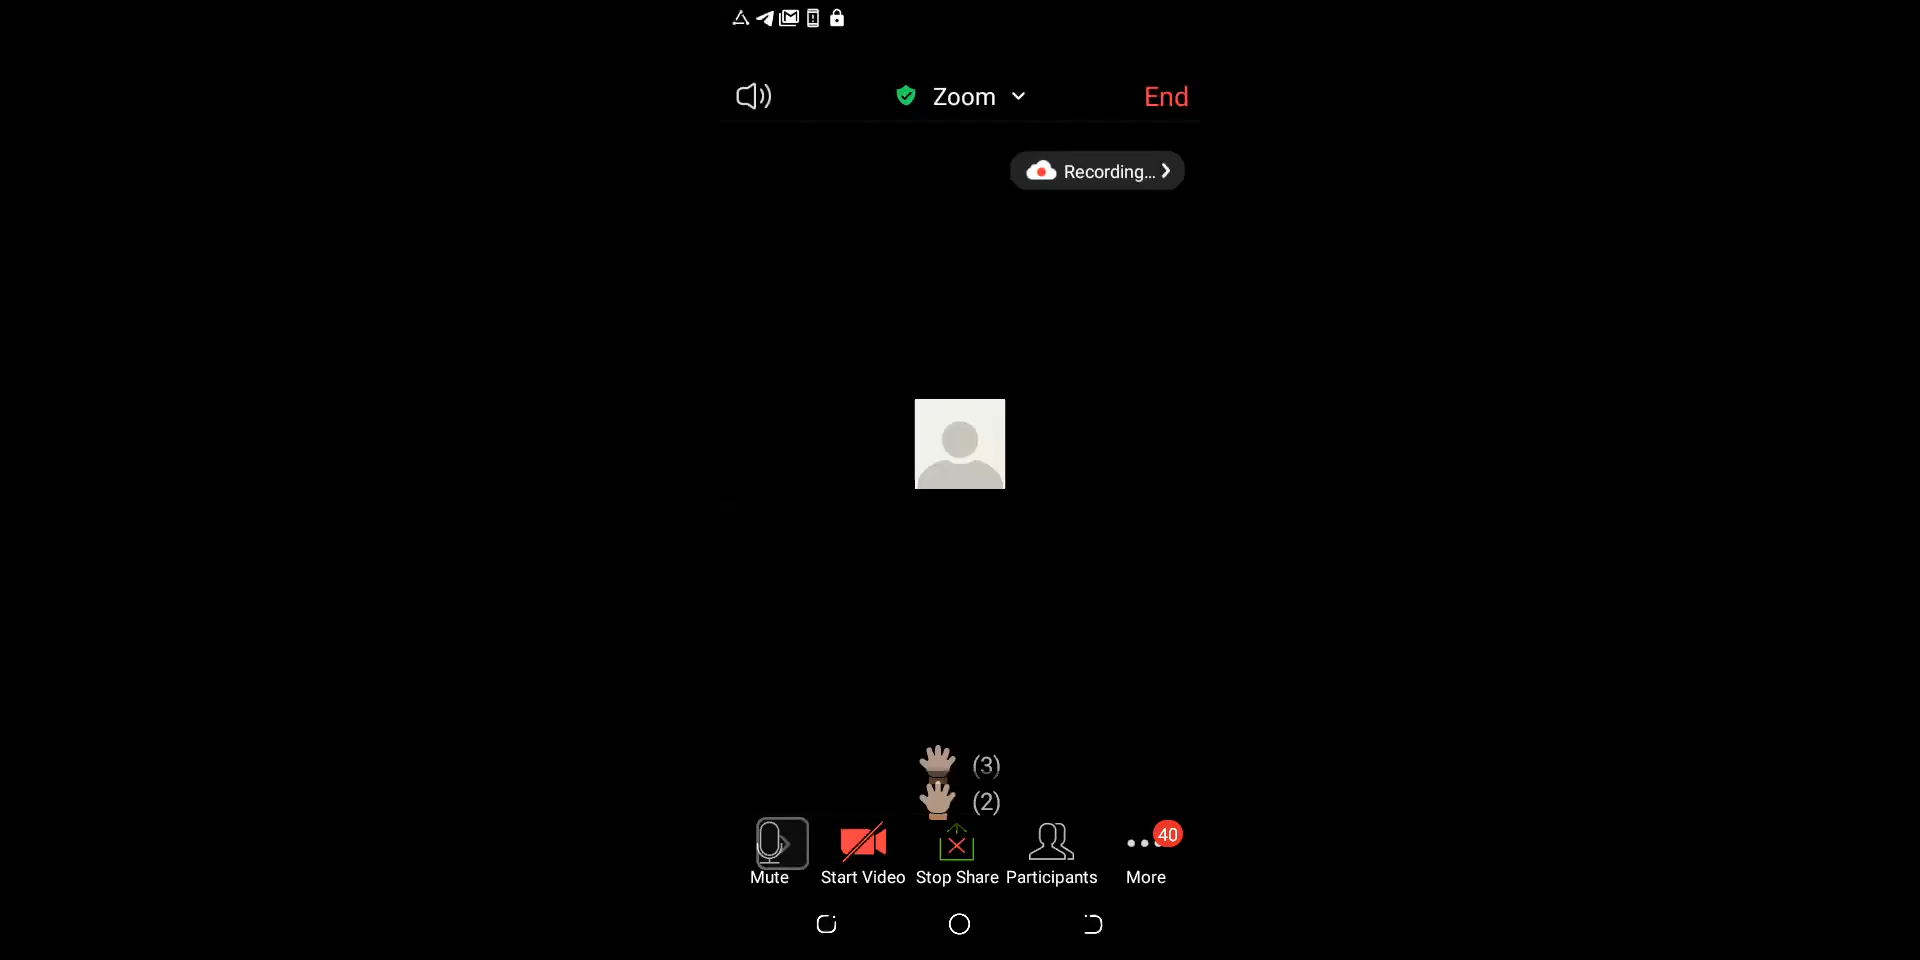 Zoom
End
Recording...
(3)
(2)
40
Mute
Start Video
Stop Share
Participants
More